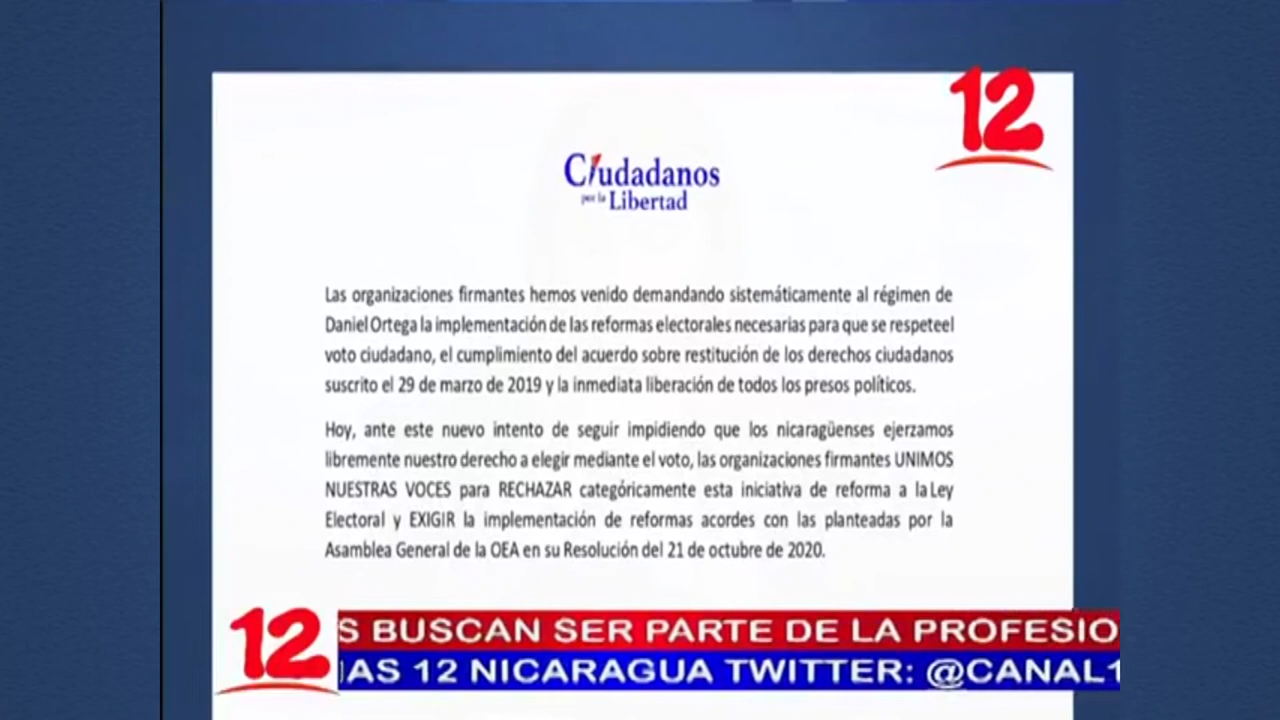 12
Ciudadanos
por la Libertad
Las organizaciones firmantes hemos venido demandando sistemáticamente al régimen de
Daniel Ortega la implementación de las reformas electorales necesarias para que se respeteel
voto ciudadano, el cumplimiento del acuerdo sobre restitución de los derechos ciudadanos
suscrito el 29 de marzo de 2019 y la inmediata liberación de todos los presos políticos.
Hoy, ante este nuevo intento de seguir impidiendo que los nicaragüenses ejerzamos
libremente nuestro derecho a elegir mediante el voto, las organizaciones firmantes UNIMOS
NUESTRAS VOCES para RECHAZAR categóricamente esta iniciativa de reforma a la Ley
Electoral y EXIGIR la implementación de reformas acordes con las planteadas por la
Asamblea General de la OEA en su Resolución del 21 de octubre de 2020.
12
S BUSCAN SER PARTE DE LA PROFESIO
IAS 12 NICARAGUA TWITTER: @CANAL1